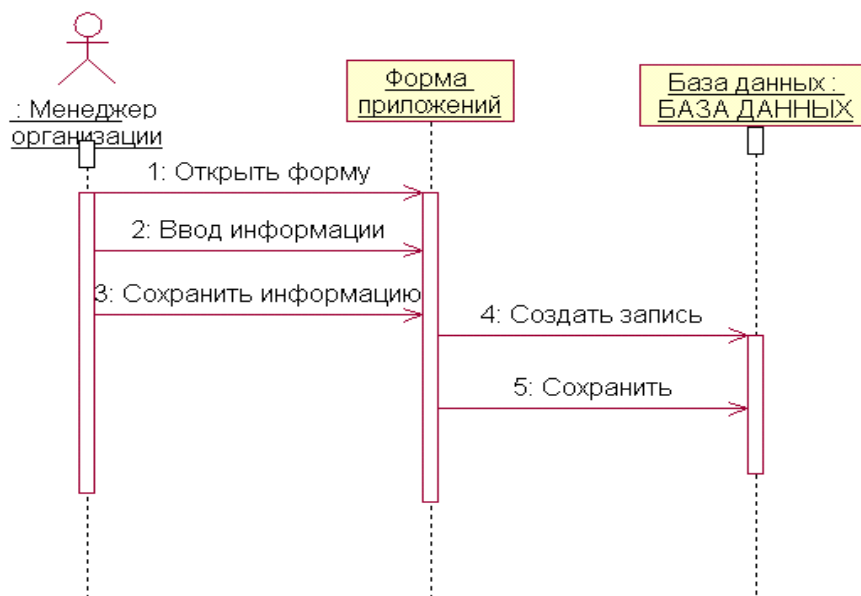 : Менеджер
организации
Форма
приложений
База данных :
БАЗА ДАННЫХ
1: Открыть форму
2: Ввод информации
3: Сохранить информацию
4: Создать запись
5: Сохранить